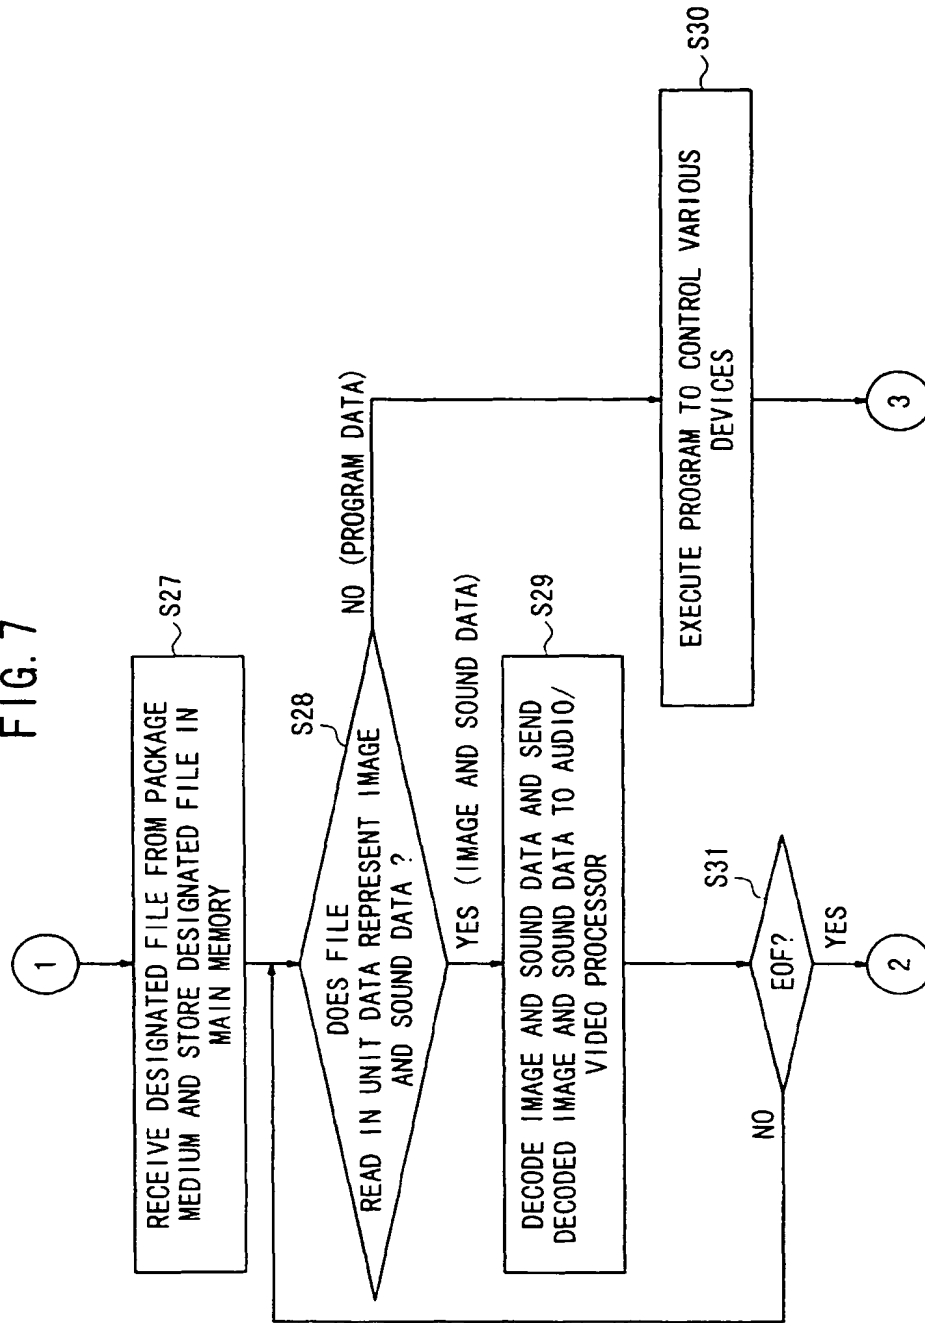 FIG. 7
1
S27
RECEIVE DESIGNATED FILE FROM PACKAGE
MEDIUM AND STORE DESIGNATED FILE IN
MAIN MEMORY
S28
DOES FILE
READ IN UNIT DATA REPRESENT IMAGE
AND SOUND DATA ?
NO (PROGRAM DATA)
YES (IMAGE AND SOUND DATA)
S29
DECODE IMAGE AND SOUND DATA AND SEND
DECODED IMAGE AND SOUND DATA TO AUDIO/
VIDEO PROCESSOR
S30
EXECUTE PROGRAM TO CONTROL VARIOUS
DEVICES
S31
EOF?
NO
YES
2
3